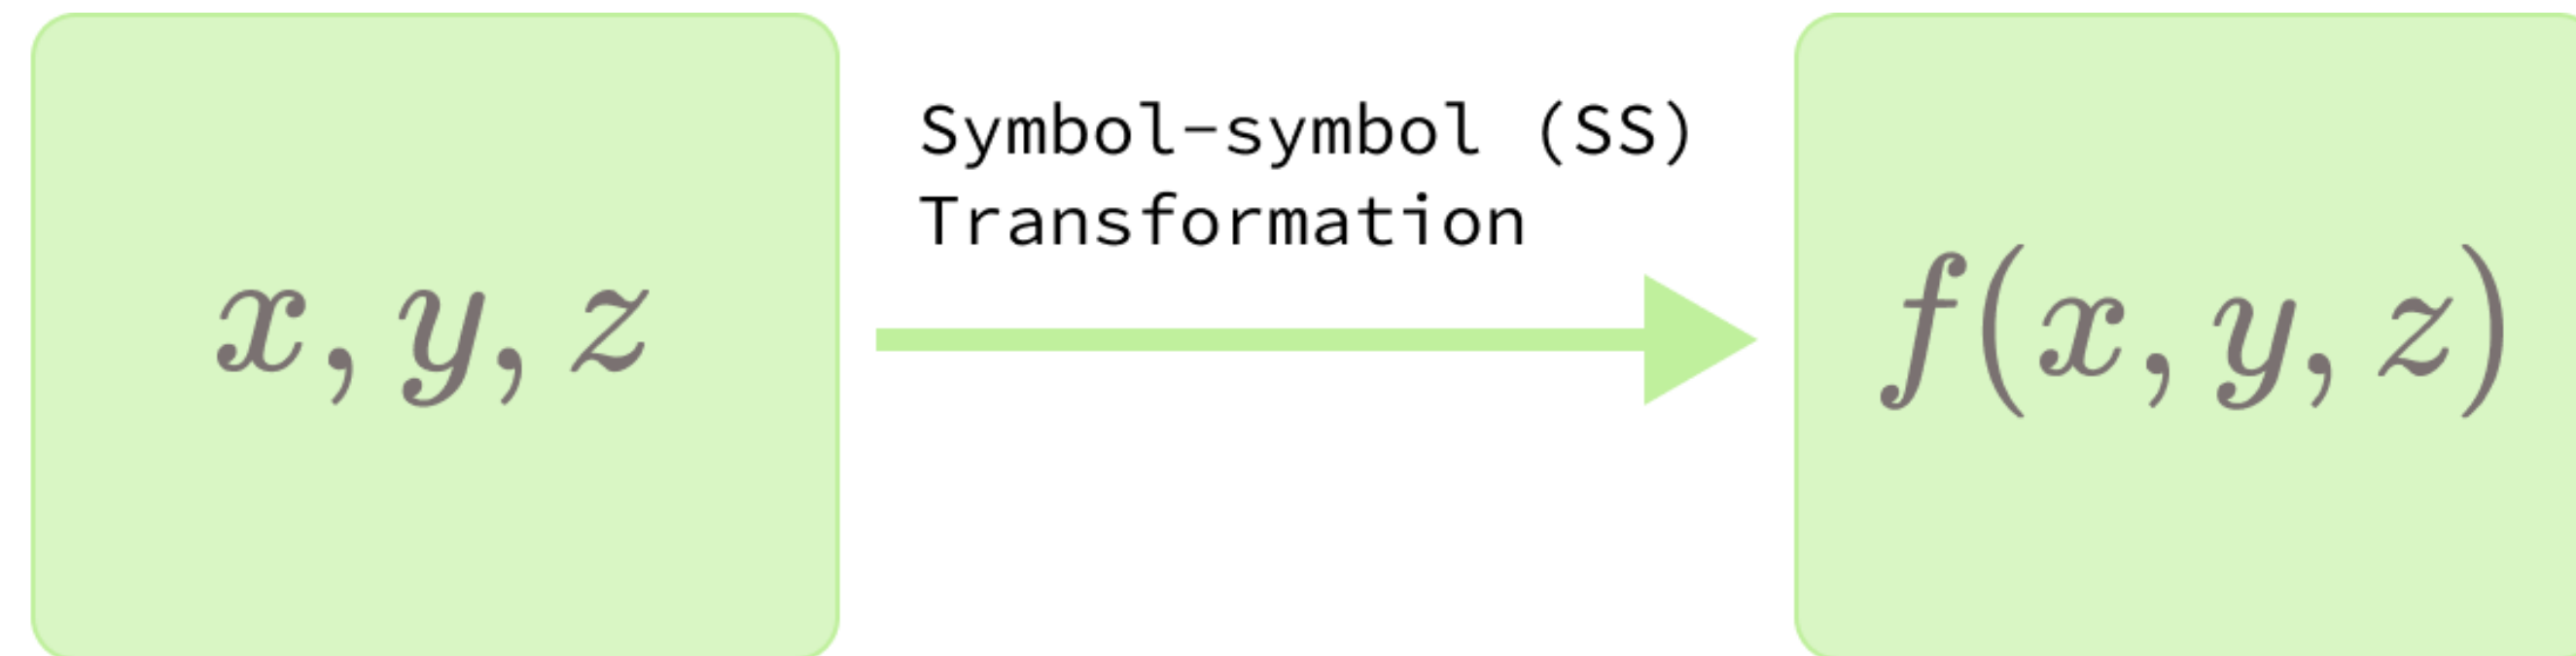 x, y, z
Symbol-symbol (SS)
Transformation
f(x, y, z)